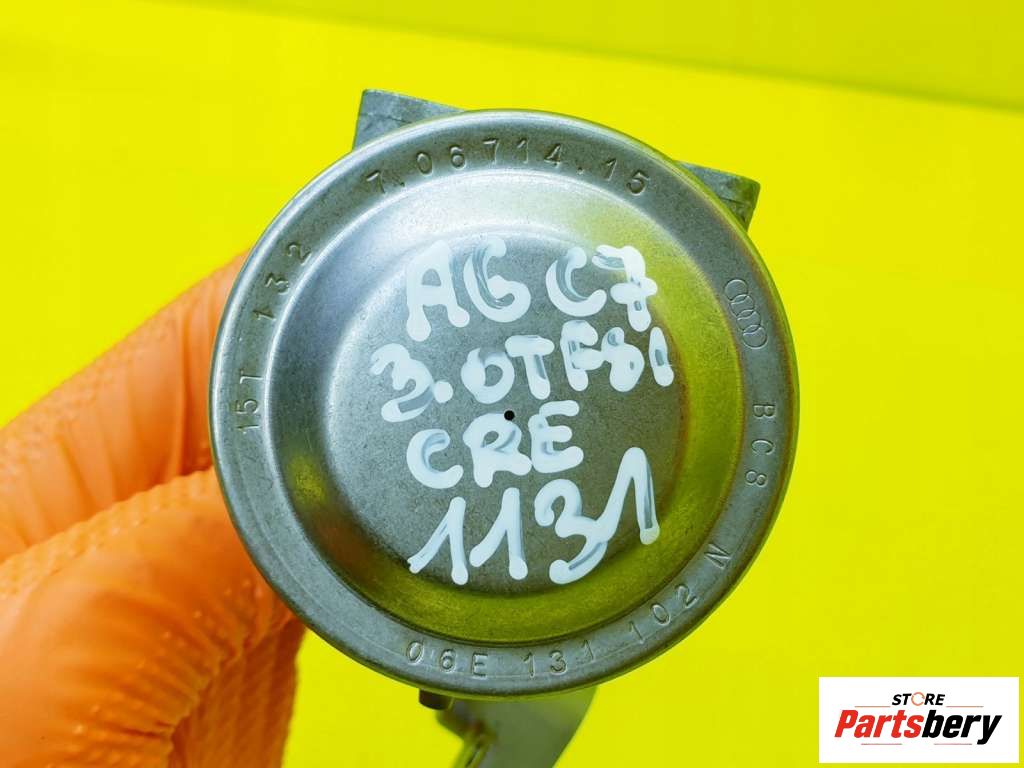 7.06714.15
15T 132
BC8
06E 131 102 N
A6 C7
3.0TFSI
CRE
1131
STORE
Partsbery